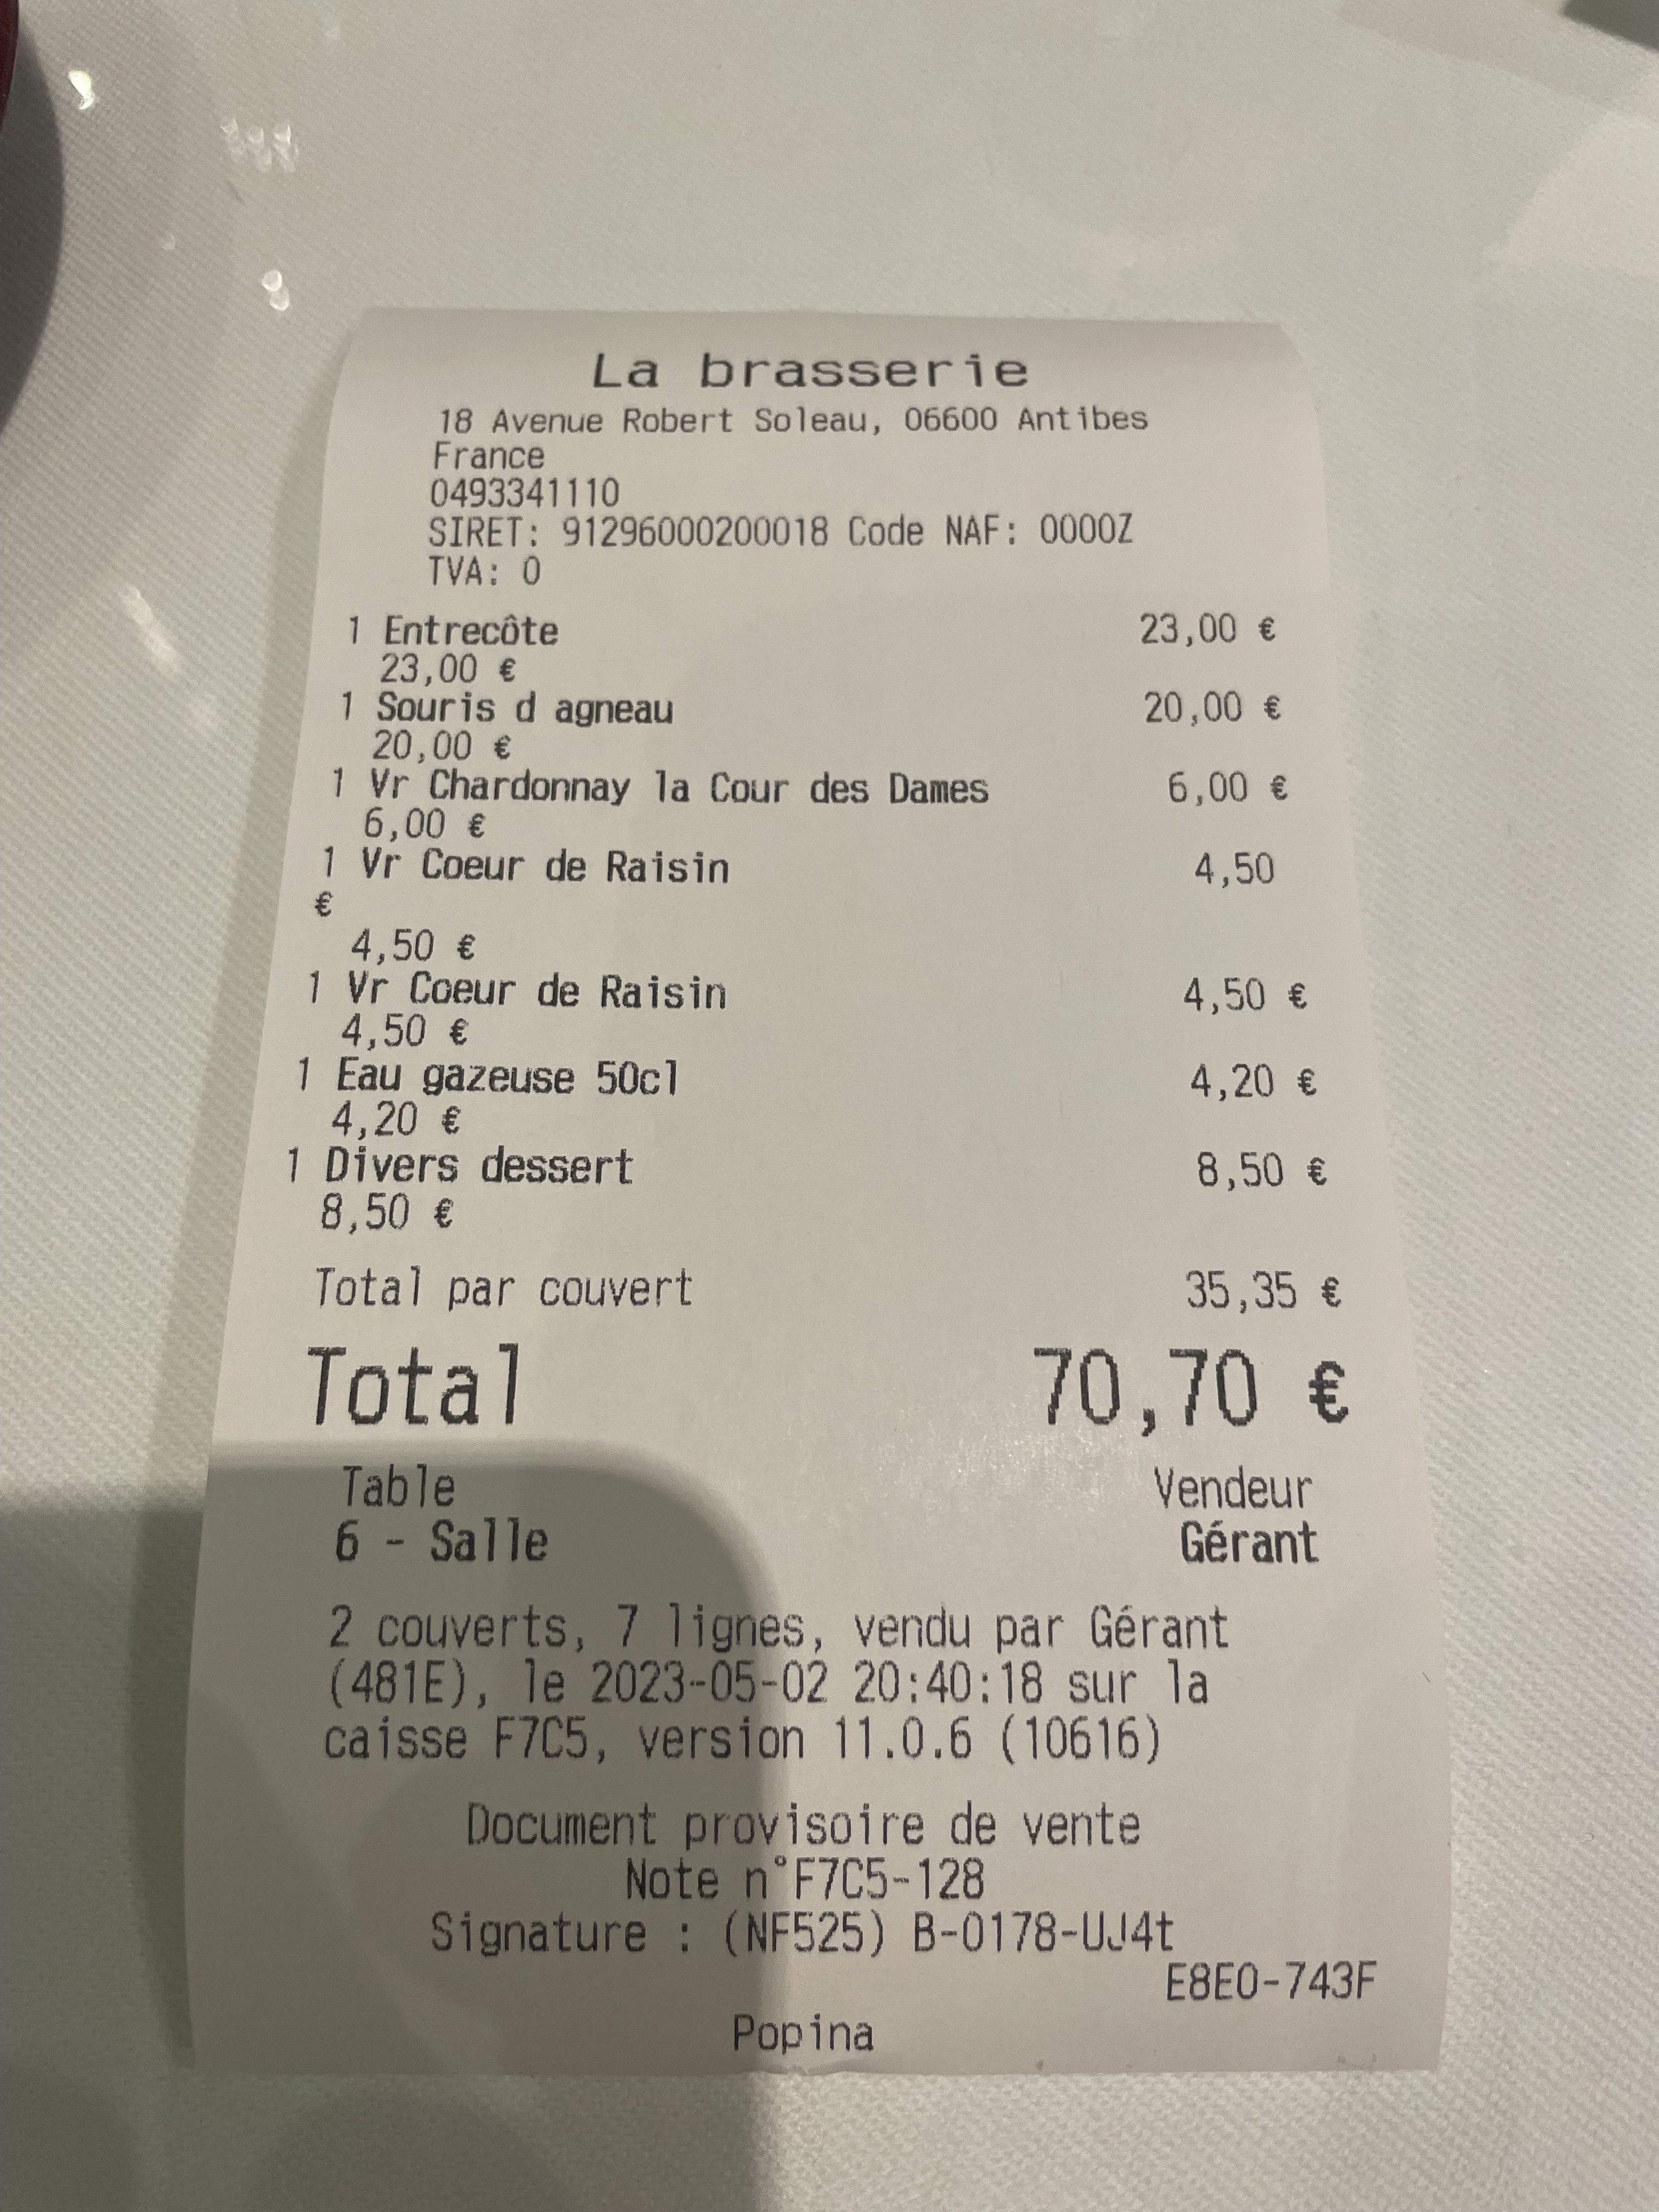 La brasserie
18 Avenue Robert Soleau, 06600 Antibes
France
0493341110
SIRET: 91296000200018 Code NAF: 0000Z
TVA: 0
1 Entrecôte 23,00 €
23,00 €
1 Souris d agneau 20,00 €
20,00 €
1 Vr Chardonnay la Cour des Dames 6,00 €
6,00 €
1 Vr Coeur de Raisin 4,50
€
4,50 €
1 Vr Coeur de Raisin 4,50 €
4,50 €
1 Eau gazeuse 50cl 4,20 €
4,20 €
1 Divers dessert 8,50 €
8,50 €
Total par couvert 35,35 €
Total 70,70 €
Table Vendeur
6 - Salle Gérant
2 couverts, 7 lignes, vendu par Gérant
(481E), le 2023-05-02 20:40:18 sur la
caisse F7C5, version 11.0.6 (10616)
Document provisoire de vente
Note n°F7C5-128
Signature : (NF525) B-0178-UJ4t
E8E0-743F
Popina